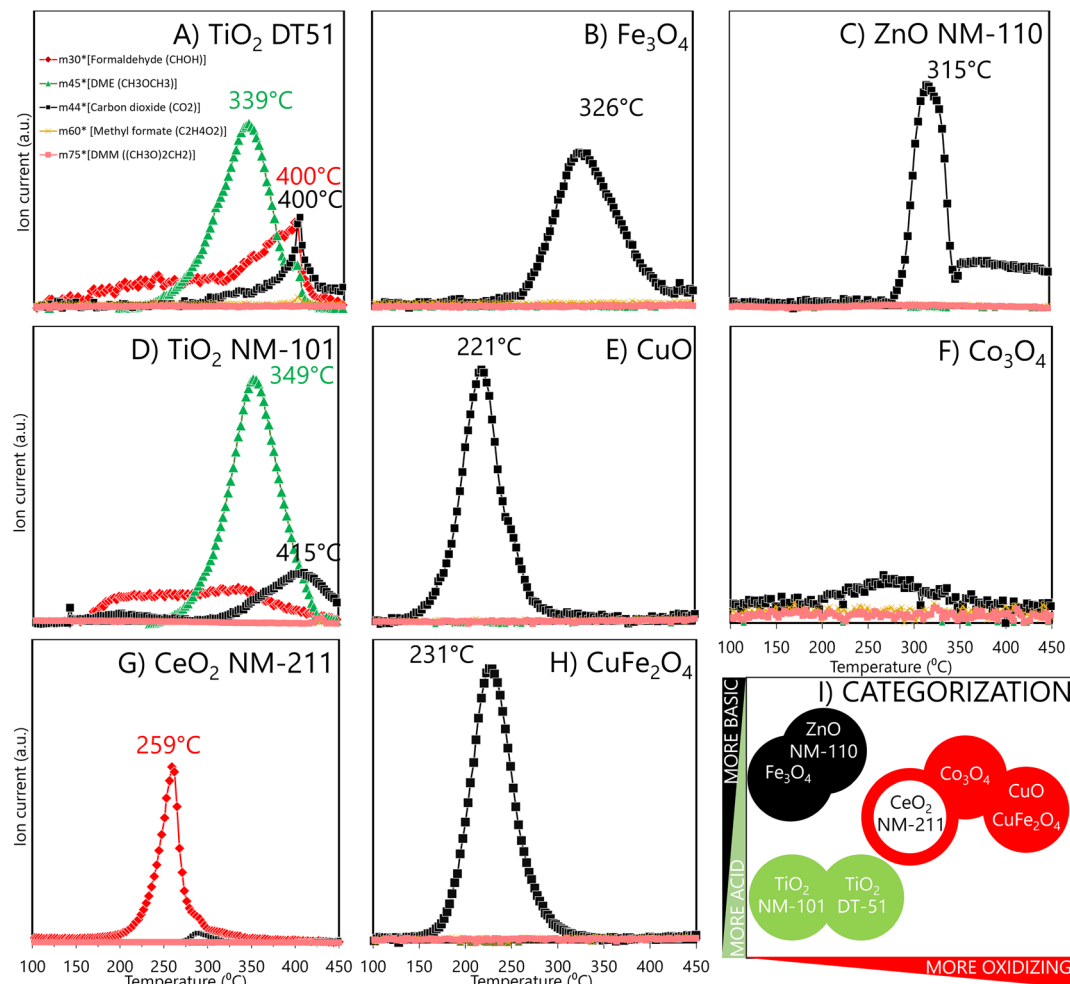 A) TiO₂ DT51
m30*[Formaldehyde (CHOH)]
m45*[DME (CH3OCH3)]
m44*[Carbon dioxide (CO2)]
m60* [Methyl formate (C2H4O2)]
m75*[DMM ((CH3O)2CH2)]
339°C
400°C
400°C
Ion current (a.u.)
B) Fe₃O₄
326°C
C) ZnO NM-110
315°C
D) TiO₂ NM-101
349°C
415°C
Ion current (a.u.)
E) CuO
221°C
F) Co₃O₄
100 150 200 250 300 350 400 450
Temperature (⁰C)
G) CeO₂ NM-211
259°C
Ion current (a.u.)
100 150 200 250 300 350 400 450
Temperature (⁰C)
H) CuFe₂O₄
231°C
100 150 200 250 300 350 400 450
Temperature (⁰C)
I) CATEGORIZATION
MORE BASIC
MORE ACID
ZnO
NM-110
Fe₃O₄
Co₃O₄
CeO₂
NM-211
CuO
CuFe₂O₄
TiO₂
NM-101
TiO₂
DT-51
MORE OXIDIZING